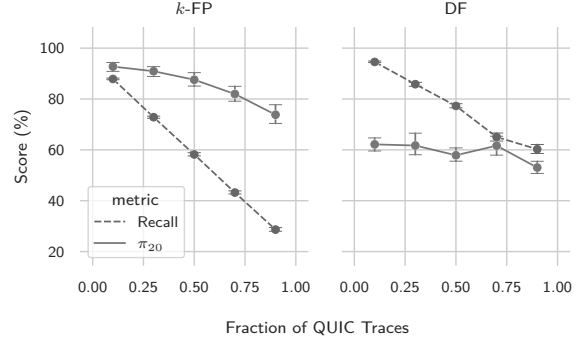 k-FP DF
100
80
60
40
20
Score (%)
metric
Recall
π20
0.00 0.25 0.50 0.75 1.00 0.00 0.25 0.50 0.75 1.00
Fraction of QUIC Traces